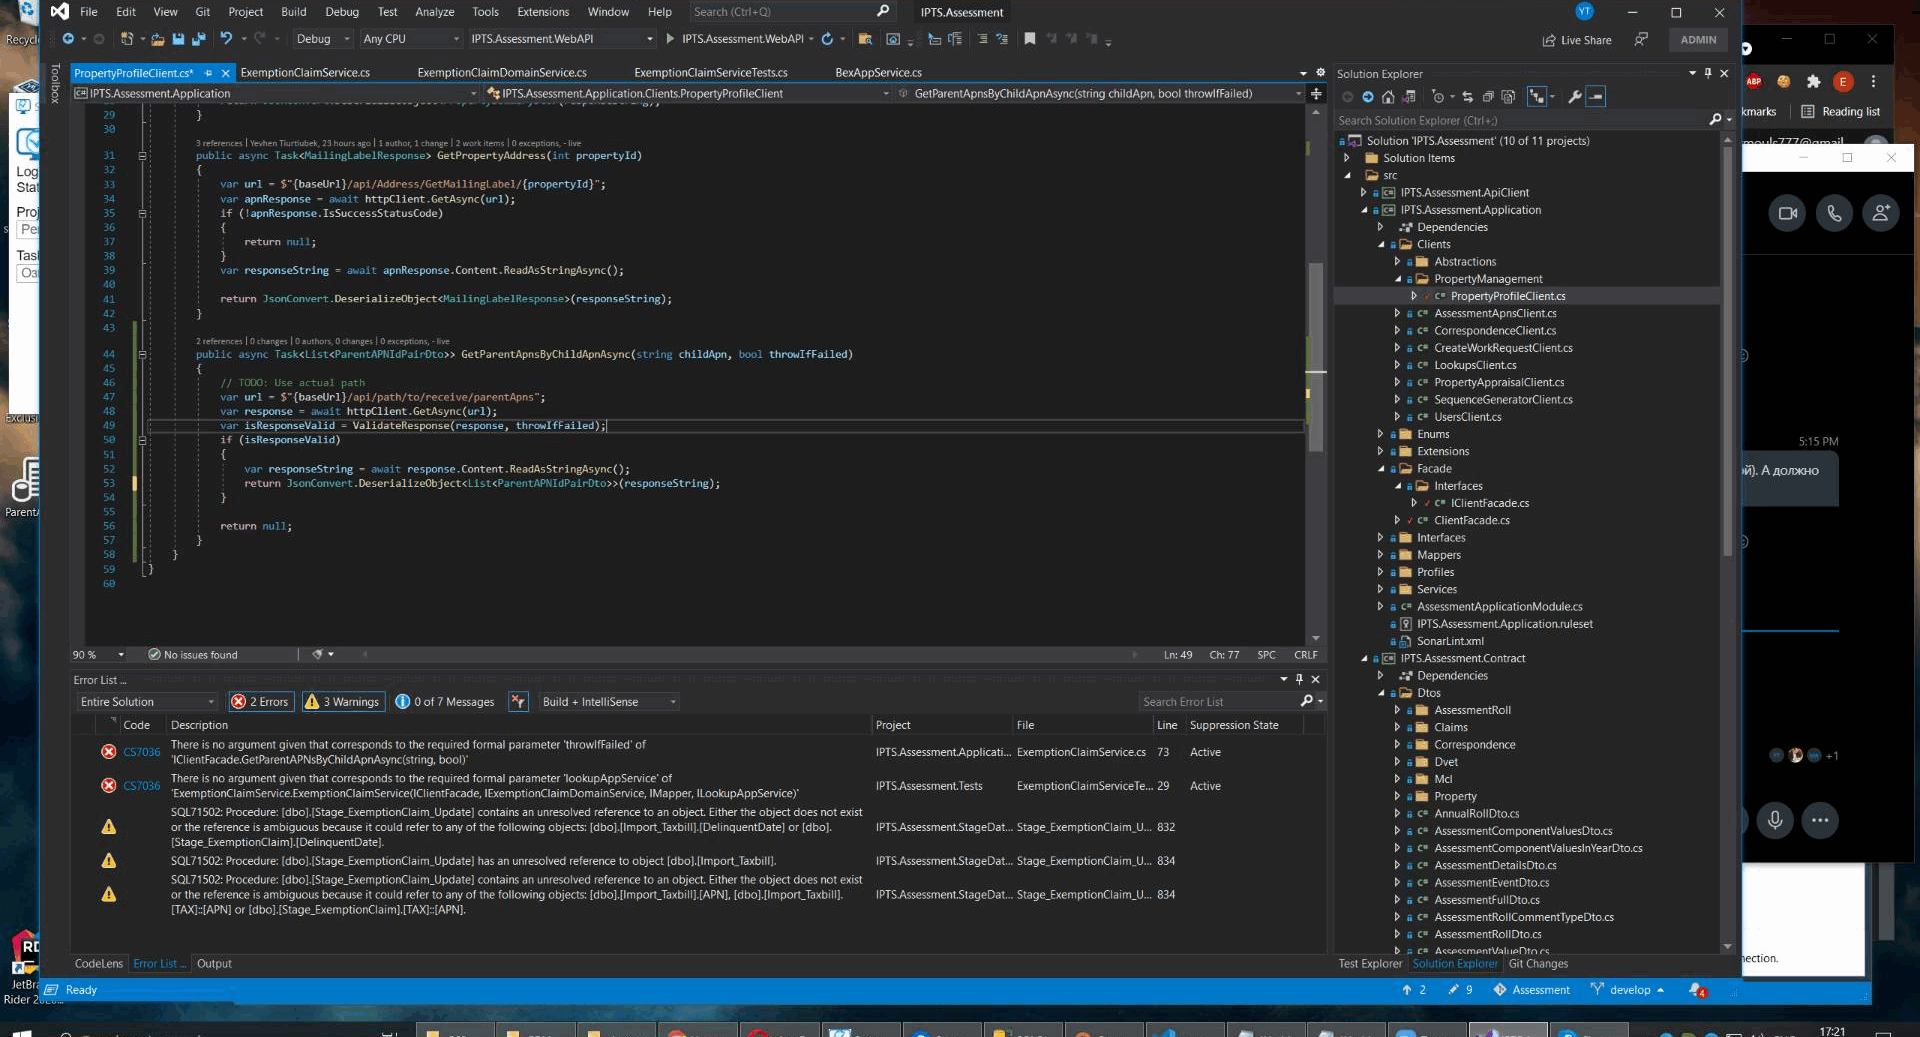 File Edit View Git Project Build Debug Test Analyze Tools Extensions Window Help Search (Ctrl+Q) IPTS.Assessment YT
Debug Any CPU IPTS.Assessment.WebAPI IPTS.Assessment.WebAPI Live Share ADMIN
Toolbox
PropertyProfileClient.cs* ExemptionClaimService.cs ExemptionClaimDomainService.cs ExemptionClaimServiceTests.cs BexAppService.cs
IPTS.Assessment.Application IPTS.Assessment.Application.Clients.PropertyProfileClient GetParentApnsByChildApnAsync(string childApn, bool throwIfFailed)
29 }
30
3 references | Yevhen Tiurtiubek, 23 hours ago | 1 author, 1 change | 2 work items | 0 exceptions, - live
31 public async Task<MailingLabelResponse> GetPropertyAddress(int propertyId)
32 {
33 var url = $"{baseUrl}/api/Address/GetMailingLabel/{propertyId}";
34 var apnResponse = await httpClient.GetAsync(url);
35 if (!apnResponse.IsSuccessStatusCode)
36 {
37 return null;
38 }
39 var responseString = await apnResponse.Content.ReadAsStringAsync();
40
41 return JsonConvert.DeserializeObject<MailingLabelResponse>(responseString);
42 }
43
2 references | 0 changes | 0 authors, 0 changes | 0 exceptions, - live
44 public async Task<List<ParentAPNIdPairDto>> GetParentApnsByChildApnAsync(string childApn, bool throwIfFailed)
45 {
46 // TODO: Use actual path
47 var url = $"{baseUrl}/api/path/to/receive/parentApns";
48 var response = await httpClient.GetAsync(url);
49 var isResponseValid = ValidateResponse(response, throwIfFailed);
50 if (isResponseValid)
51 {
52 var responseString = await response.Content.ReadAsStringAsync();
53 return JsonConvert.DeserializeObject<List<ParentAPNIdPairDto>>(responseString);
54 }
55
56 return null;
57 }
58 }
59 }
60
90 % No issues found Ln: 49 Ch: 77 SPC CRLF
Error List ...
Entire Solution 2 Errors 3 Warnings 0 of 7 Messages Build + IntelliSense Search Error List
Code Description Project File Line Suppression State
CS7036 There is no argument given that corresponds to the required formal parameter 'throwIfFailed' of
'IClientFacade.GetParentAPNsByChildApnAsync(string, bool)' IPTS.Assessment.Applicati... ExemptionClaimService.cs 73 Active
CS7036 There is no argument given that corresponds to the required formal parameter 'lookupAppService' of
'ExemptionClaimService.ExemptionClaimService(IClientFacade, IExemptionClaimDomainService, IMapper, ILookupAppService)' IPTS.Assessment.Tests ExemptionClaimServiceTe... 29 Active
SQL71502: Procedure: [dbo].[Stage_ExemptionClaim_Update] contains an unresolved reference to an object. Either the object does not exist
or the reference is ambiguous because it could refer to any of the following objects: [dbo].[Import_Taxbill].[DelinquentDate] or [dbo].
[Stage_ExemptionClaim].[DelinquentDate]. IPTS.Assessment.StageDat... Stage_ExemptionClaim_U... 832
SQL71502: Procedure: [dbo].[Stage_ExemptionClaim_Update] has an unresolved reference to object [dbo].[Import_Taxbill]. IPTS.Assessment.StageDat... Stage_ExemptionClaim_U... 834
SQL71502: Procedure: [dbo].[Stage_ExemptionClaim_Update] contains an unresolved reference to an object. Either the object does not exist
or the reference is ambiguous because it could refer to any of the following objects: [dbo].[Import_Taxbill].[APN], [dbo].[Import_Taxbill].
[TAX]::[APN] or [dbo].[Stage_ExemptionClaim].[TAX]::[APN]. IPTS.Assessment.StageDat... Stage_ExemptionClaim_U... 834
CodeLens Error List ... Output
Ready 2 9 Assessment develop 4
Solution Explorer
Search Solution Explorer (Ctrl+;)
Solution 'IPTS.Assessment' (10 of 11 projects)
Solution Items
src
IPTS.Assessment.ApiClient
IPTS.Assessment.Application
Dependencies
Clients
Abstractions
PropertyManagement
PropertyProfileClient.cs
AssessmentApnsClient.cs
CorrespondenceClient.cs
CreateWorkRequestClient.cs
LookupsClient.cs
PropertyAppraisalClient.cs
SequenceGeneratorClient.cs
UsersClient.cs
Enums
Extensions
Facade
Interfaces
IClientFacade.cs
ClientFacade.cs
Interfaces
Mappers
Profiles
Services
AssessmentApplicationModule.cs
IPTS.Assessment.Application.ruleset
SonarLint.xml
IPTS.Assessment.Contract
Dependencies
Dtos
AssessmentRoll
Claims
Correspondence
Dvet
Mcl
Property
AnnualRollDto.cs
AssessmentComponentValuesDto.cs
AssessmentComponentValuesInYearDto.cs
AssessmentDetailsDto.cs
AssessmentEventDto.cs
AssessmentFullDto.cs
AssessmentRollCommentTypeDto.cs
AssessmentRollDto.cs
AssessmentValueDto.cs
Test Explorer Solution Explorer Git Changes
ABP E
Reading list
5:15 PM
А должно
+1
17:21